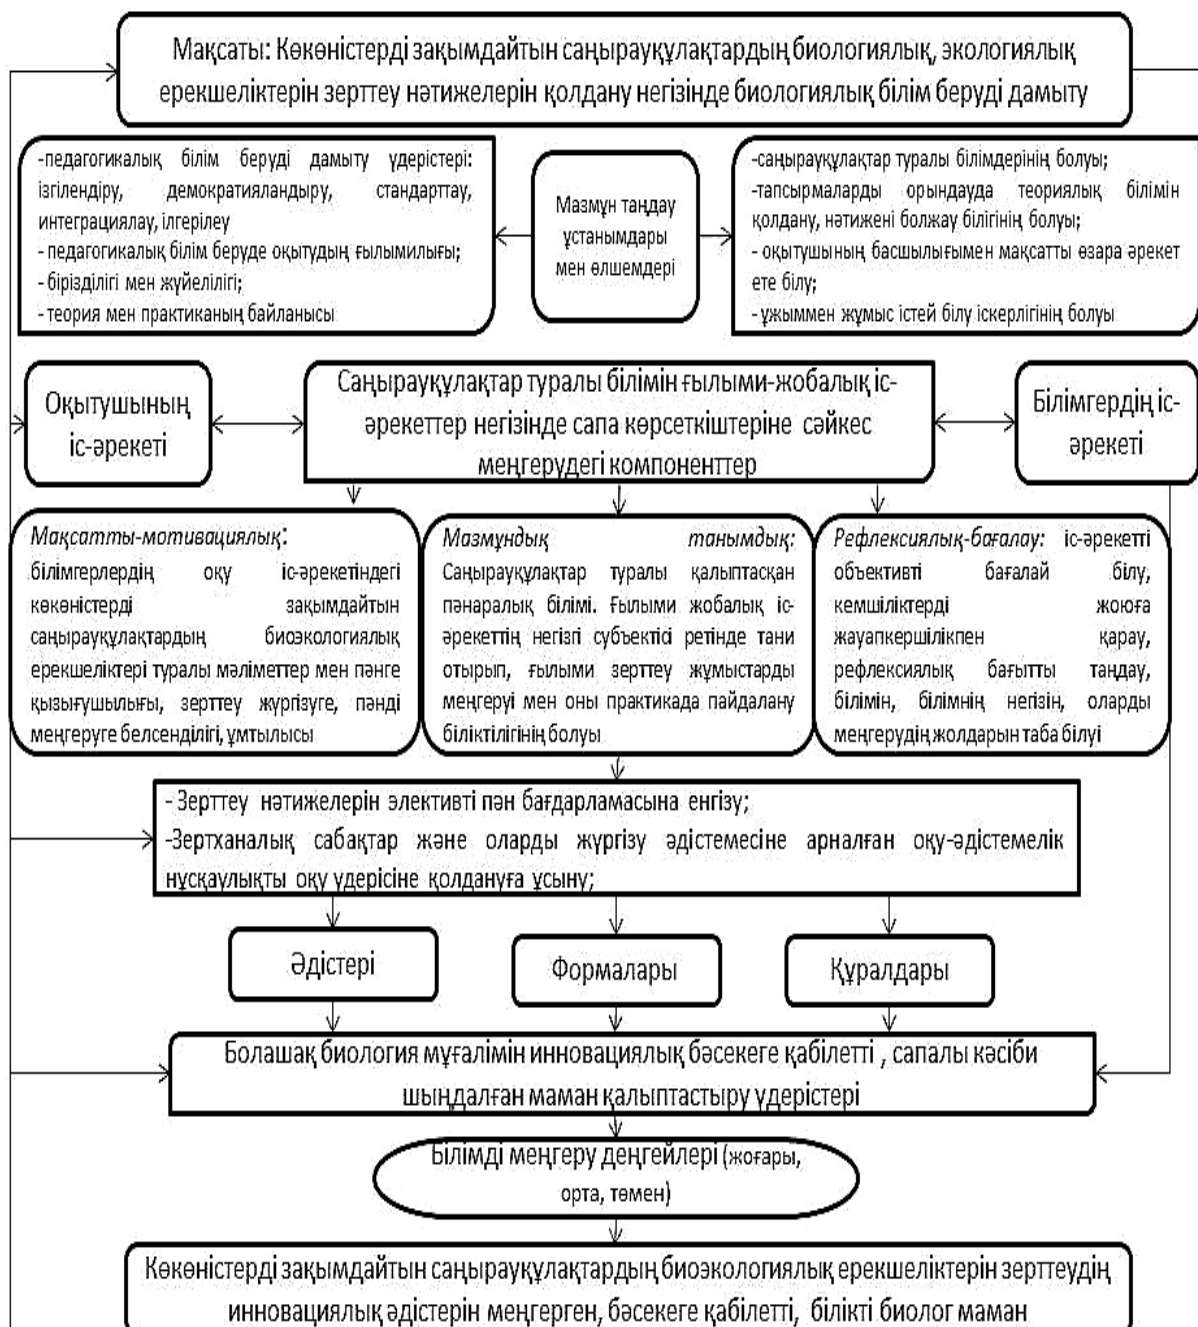 Мақсаты: Көкөністерді зақымдайтын саңырауқұлақтардың биологиялық, экологиялық
ерекшеліктерін зерттеу нәтижелерін қолдану негізінде биологиялық білім беруді дамыту
-педагогикалық білім беруді дамыту үдерістері:
ізгілендіру, демократияландыру, стандарттау,
интеграциялау, ілгерілеу
- педагогикалық білім беруде оқытудың ғылымилығы;
- бірізділігі мен жүйелілігі;
- теория мен практиканың байланысы
Мазмұн таңдау
ұстанымдары
мен өлшемдері
-саңырауқұлақтар туралы білімдерінің болуы;
-тапсырмаларды орындауда теориялық білімін
қолдану, нәтижені болжау білігінің болуы;
- оқытушының басшылығымен мақсатты өзара әрекет
ете білу;
- ұжыммен жұмыс істей білу іскерлігінің болуы
Оқытушының
іс-әрекеті
Саңырауқұлақтар туралы білімін ғылыми-жобалық іс-
әрекеттер негізінде сапа көрсеткіштеріне сәйкес
меңгерудегі компоненттер
Білімгердің іс-
әрекеті
Мақсатты-мотивациялық:
білімгерлердің оқу іс-әрекетіндегі
көкөністерді зақымдайтын
саңырауқұлақтардың биоэкологиялық
ерекшеліктері туралы мәліметтер мен пәнге
қызығушылығы, зерттеу жүргізуге, пәнді
меңгеруге белсенділігі, ұмтылысы
Мазмұндық танымдық:
Саңырауқұлақтар туралы қалыптасқан
пәнаралық білімі. Ғылыми жобалық іс-
әрекеттің негізгі субъектісі ретінде тани
отырып, ғылыми зерттеу жұмыстарды
меңгеруі мен оны практикада пайдалану
біліктілігінің болуы
Рефлексиялық-бағалау: іс-әрекетті
объективті бағалай білу,
кемшіліктерді жоюға
жауапкершілікпен қарау,
рефлексиялық бағытты таңдау,
білімін, білімнің негізін, оларды
меңгерудің жолдарын таба білуі
- Зерттеу нәтижелерін элективті пән бағдарламасына енгізу;
-Зертханалық сабақтар және оларды жүргізу әдістемесіне арналған оқу-әдістемелік
нұсқаулықты оқу үдерісіне қолдануға ұсыну;
Әдістері
Формалары
Құралдары
Болашақ биология мұғалімін инновациялық бәсекеге қабілетті , сапалы кәсіби
шыңдалған маман қалыптастыру үдерістері
Білімді меңгеру деңгейлері (жоғары,
орта, төмен)
Көкөністерді зақымдайтын саңырауқұлақтардың биоэкологиялық ерекшеліктерін зерттеудің
инновациялық әдістерін меңгерген, бәсекеге қабілетті, білікті биолог маман